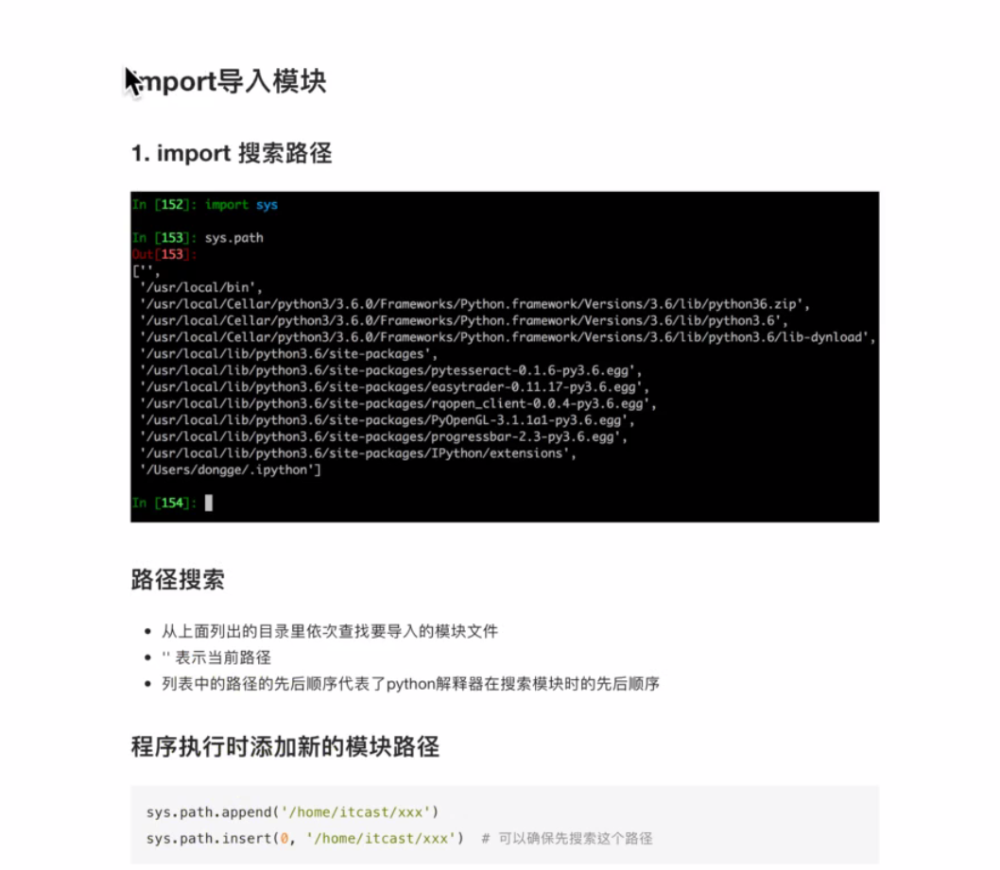 import导入模块
1. import 搜索路径
In [152]: import sys
In [153]: sys.path
Out[153]:
['',
'/usr/local/bin',
'/usr/local/Cellar/python3/3.6.0/Frameworks/Python.framework/Versions/3.6/lib/python36.zip',
'/usr/local/Cellar/python3/3.6.0/Frameworks/Python.framework/Versions/3.6/lib/python3.6',
'/usr/local/Cellar/python3/3.6.0/Frameworks/Python.framework/Versions/3.6/lib/python3.6/lib-dynload',
'/usr/local/lib/python3.6/site-packages',
'/usr/local/lib/python3.6/site-packages/pytesseract-0.1.6-py3.6.egg',
'/usr/local/lib/python3.6/site-packages/easytrader-0.11.17-py3.6.egg',
'/usr/local/lib/python3.6/site-packages/rqopen_client-0.0.4-py3.6.egg',
'/usr/local/lib/python3.6/site-packages/PyOpenGL-3.1.1a1-py3.6.egg',
'/usr/local/lib/python3.6/site-packages/progressbar-2.3-py3.6.egg',
'/usr/local/lib/python3.6/site-packages/IPython/extensions',
'/Users/dongge/.ipython']
In [154]:
路径搜索
• 从上面列出的目录里依次查找要导入的模块文件
• '' 表示当前路径
• 列表中的路径的先后顺序代表了python解释器在搜索模块时的先后顺序
程序执行时添加新的模块路径
sys.path.append('/home/itcast/xxx')
sys.path.insert(0, '/home/itcast/xxx')  # 可以确保先搜索这个路径